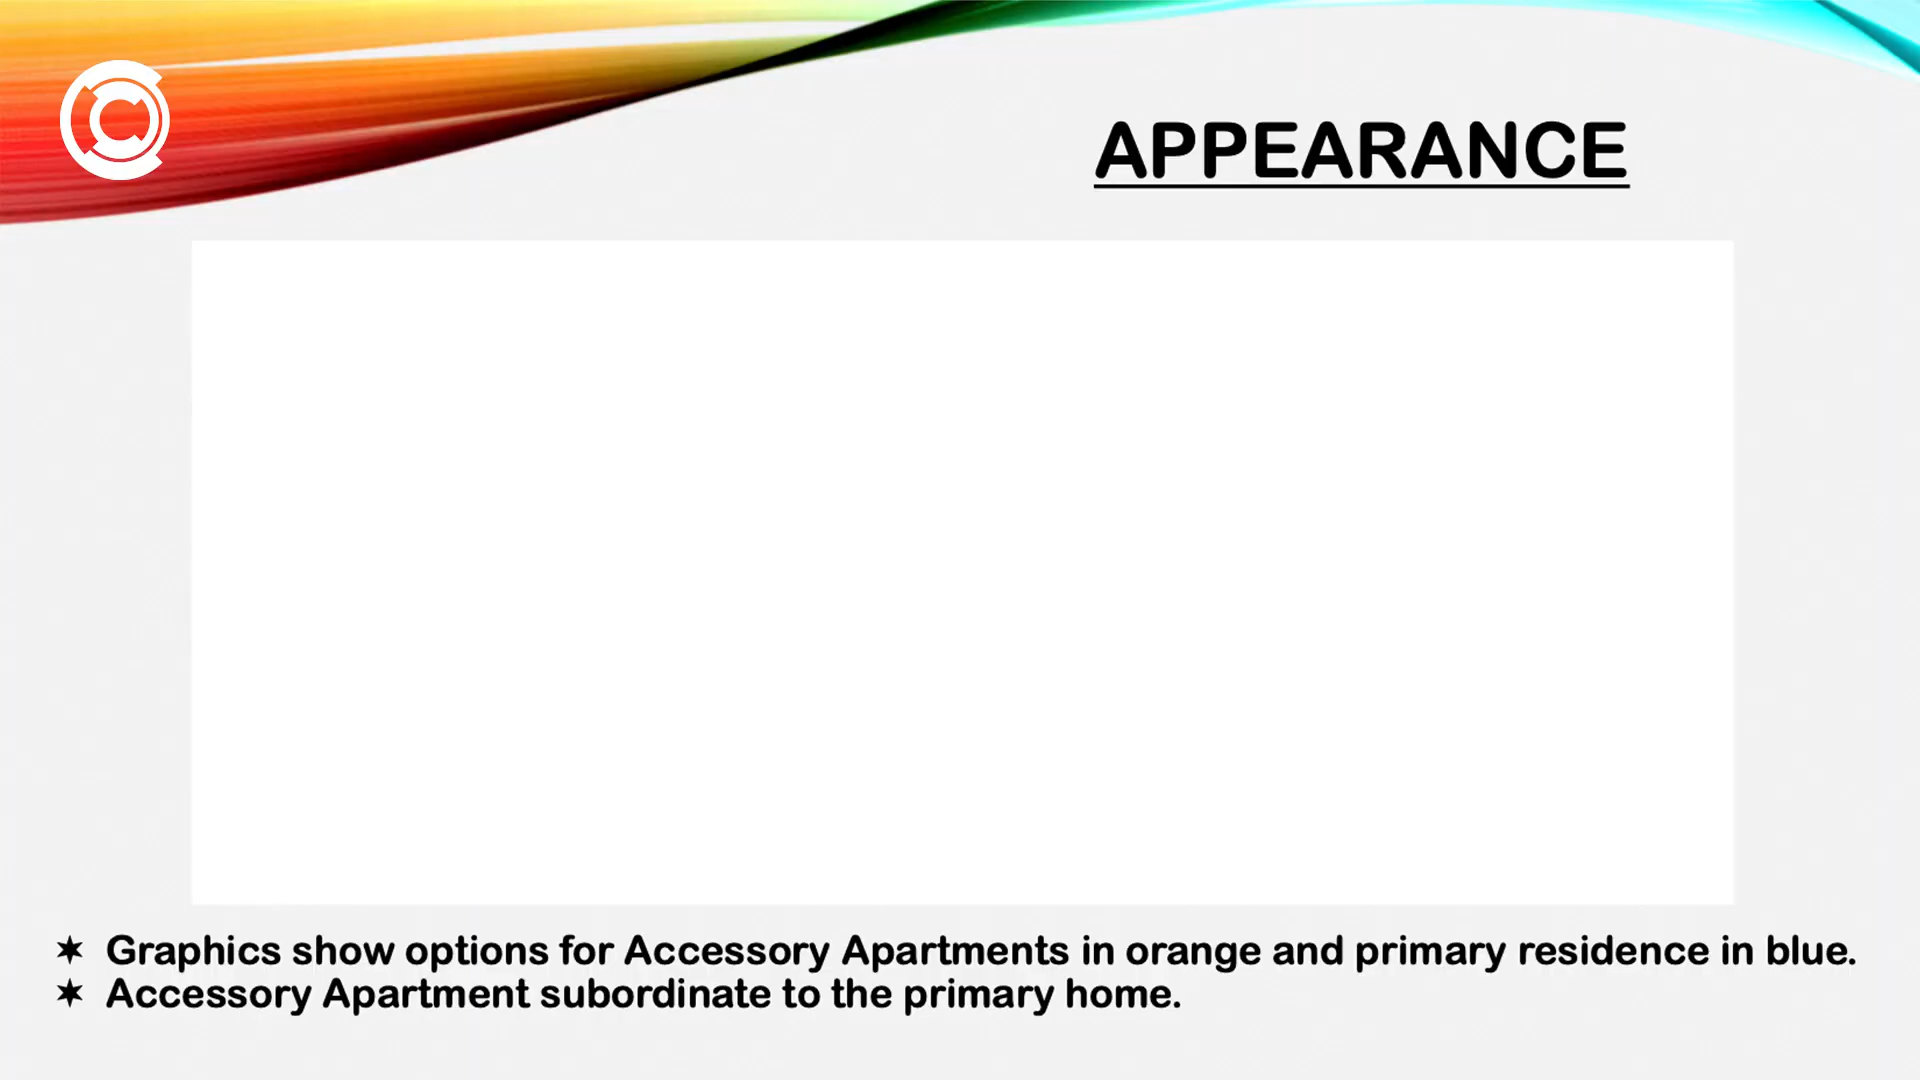 APPEARANCE
✶ Graphics show options for Accessory Apartments in orange and primary residence in blue.
✶ Accessory Apartment subordinate to the primary home.